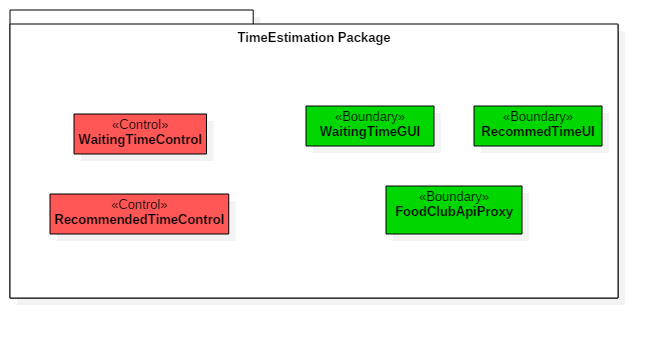 TimeEstimation Package
«Control»
WaitingTimeControl
«Boundary»
WaitingTimeGUI
«Boundary»
RecommedTimeUI
«Control»
RecommendedTimeControl
«Boundary»
FoodClubApiProxy